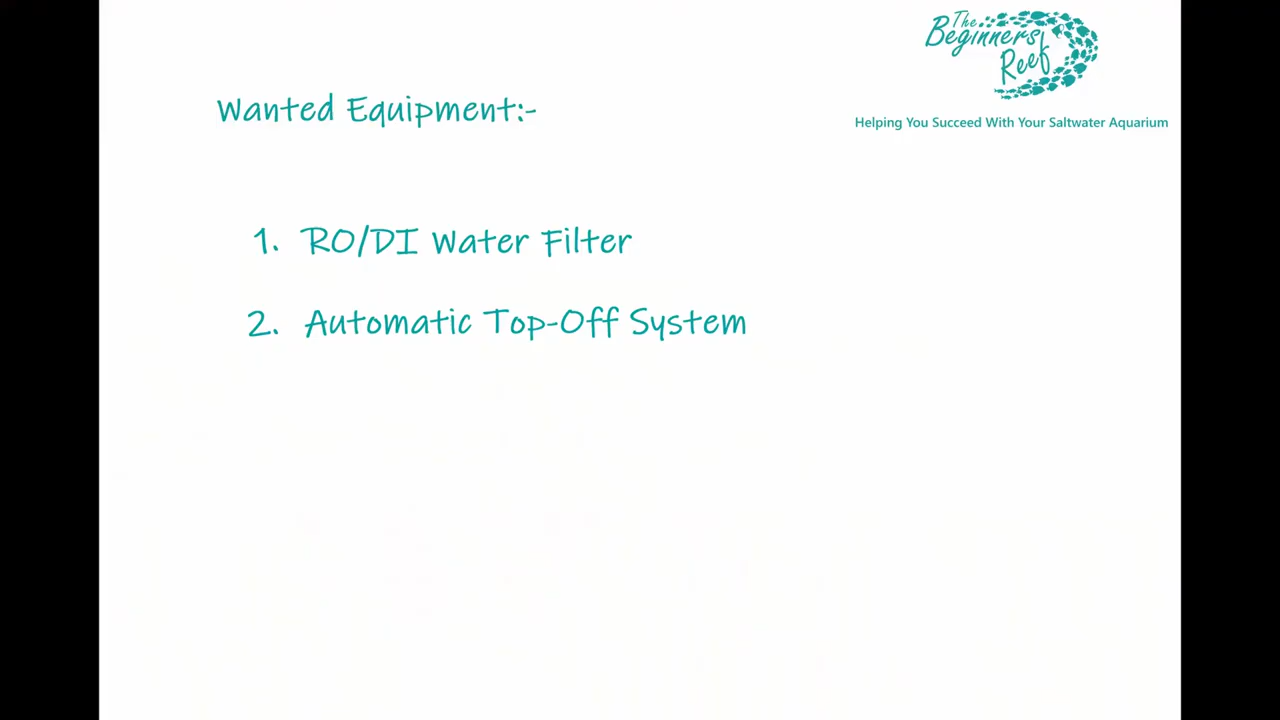 The
Beginners
Reef
Helping You Succeed With Your Saltwater Aquarium
Wanted Equipment:-
1. RO/DI Water Filter
2. Automatic Top-Off System